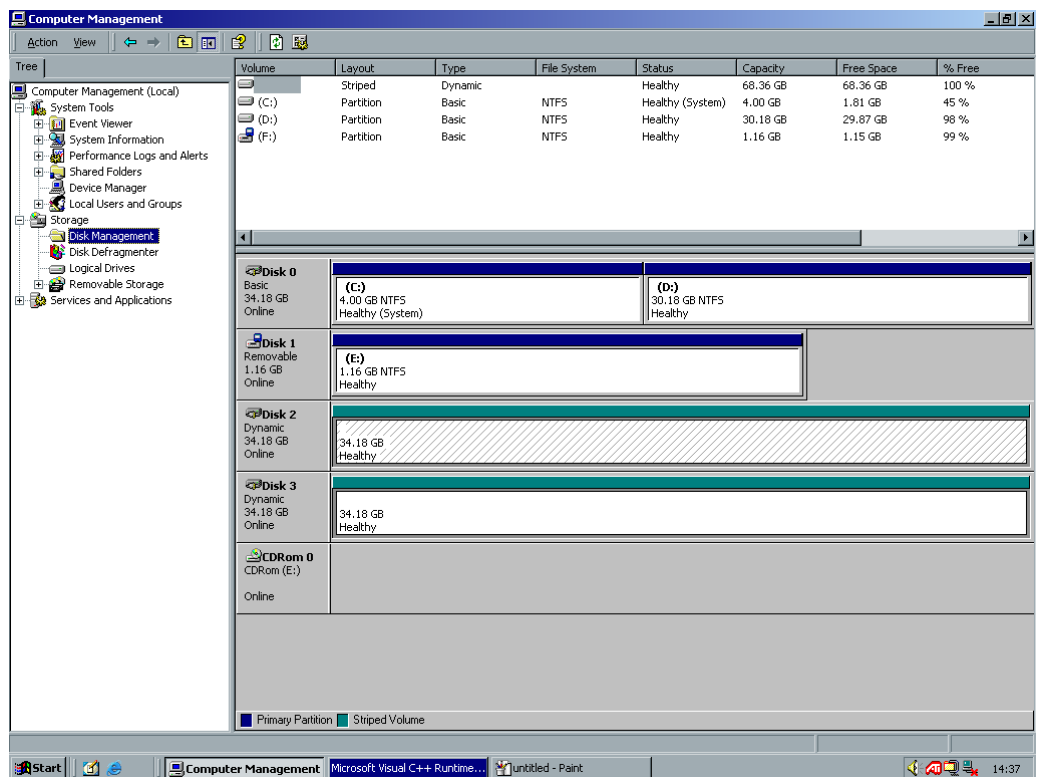 Computer Management
Action View
Tree
Computer Management (Local)
System Tools
Event Viewer
System Information
Performance Logs and Alerts
Shared Folders
Device Manager
Local Users and Groups
Storage
Disk Management
Disk Defragmenter
Logical Drives
Removable Storage
Services and Applications
Volume Layout Type File System Status Capacity Free Space % Free
Striped Dynamic Healthy 68.36 GB 68.36 GB 100 %
(C:) Partition Basic NTFS Healthy (System) 4.00 GB 1.81 GB 45 %
(D:) Partition Basic NTFS Healthy 30.18 GB 29.87 GB 98 %
(F:) Partition Basic NTFS Healthy 1.16 GB 1.15 GB 99 %
Disk 0
Basic
34.18 GB
Online
(C:)
4.00 GB NTFS
Healthy (System)
(D:)
30.18 GB NTFS
Healthy
Disk 1
Removable
1.16 GB
Online
(E:)
1.16 GB NTFS
Healthy
Disk 2
Dynamic
34.18 GB
Online
34.18 GB
Healthy
Disk 3
Dynamic
34.18 GB
Online
34.18 GB
Healthy
CDRom 0
CDRom (E:)
Online
Primary Partition Striped Volume
Start Computer Management Microsoft Visual C++ Runtime... untitled - Paint ATI 14:37